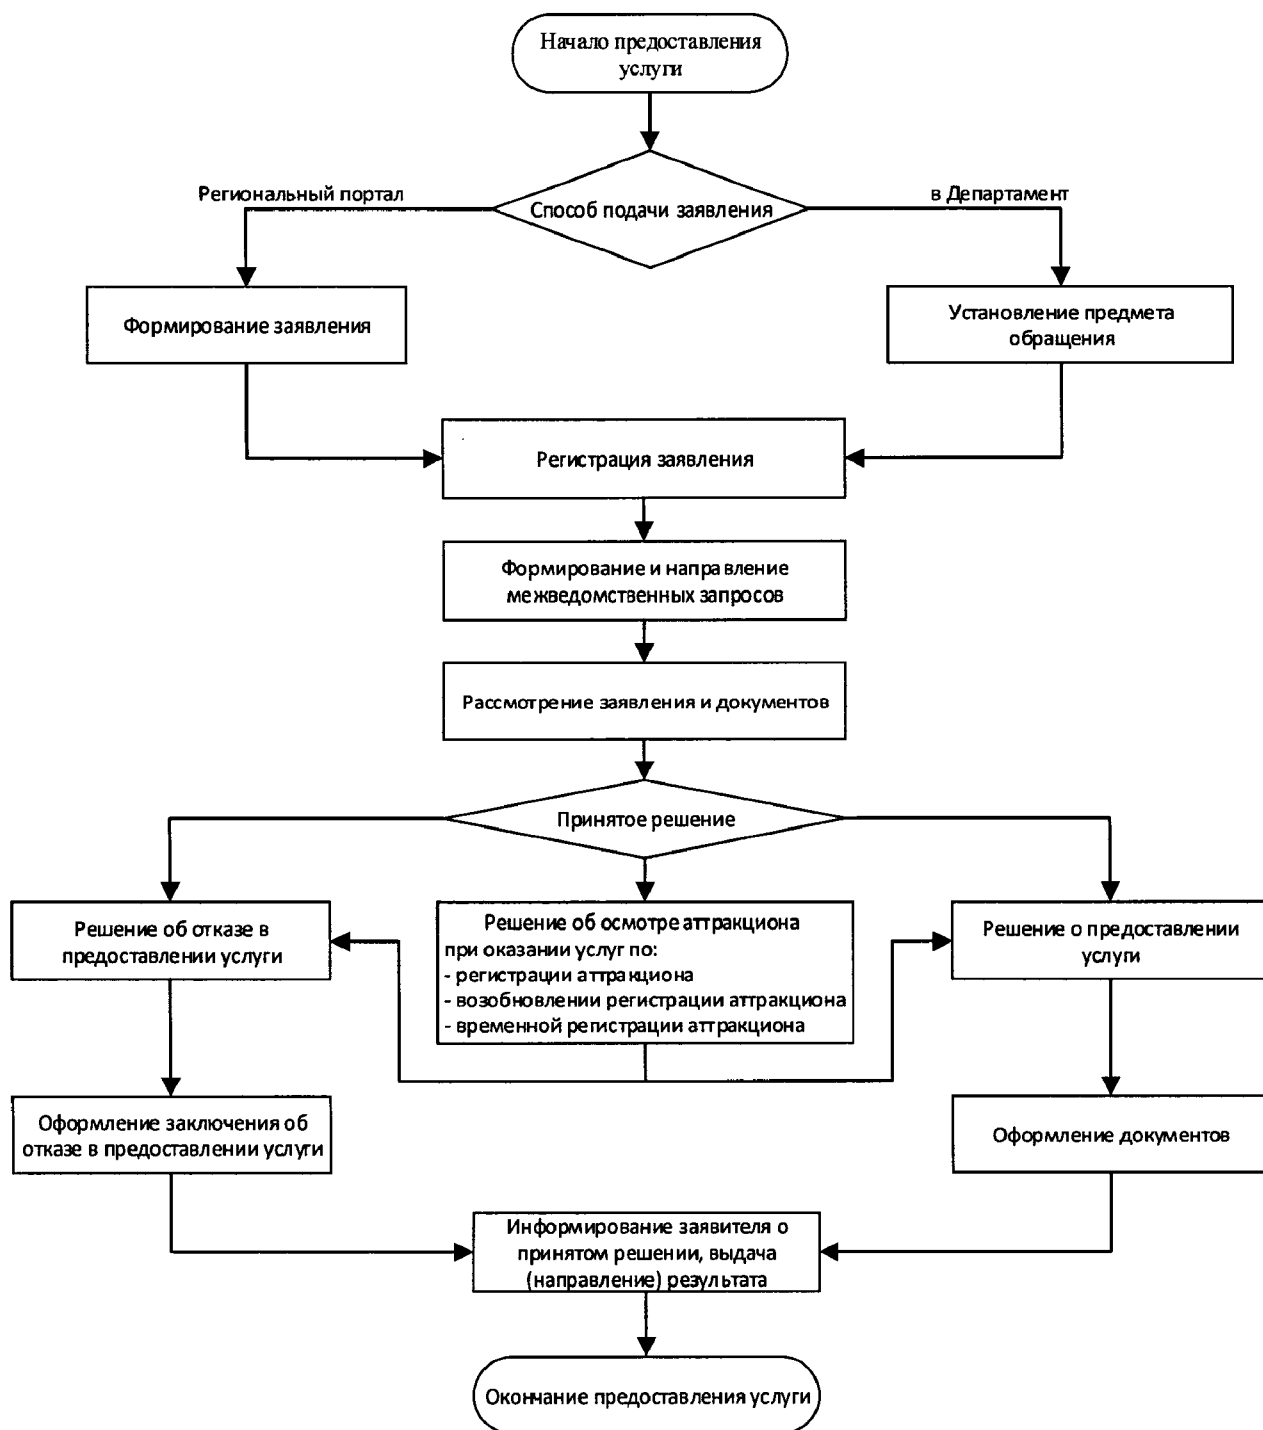 Начало предоставления
услуги
Региональный портал
в Департамент
Способ подачи заявления
Формирование заявления
Установление предмета
обращения
Регистрация заявления
Формирование и направление
межведомственных запросов
Рассмотрение заявления и документов
Принятое решение
Решение об отказе в
предоставлении услуги
Решение об осмотре аттракциона
при оказании услуг по:
- регистрации аттракциона
- возобновлении регистрации аттракциона
- временной регистрации аттракциона
Решение о предоставлении
услуги
Оформление заключения об
отказе в предоставлении услуги
Оформление документов
Информирование заявителя о
принятом решении, выдача
(направление) результата
Окончание предоставления услуги